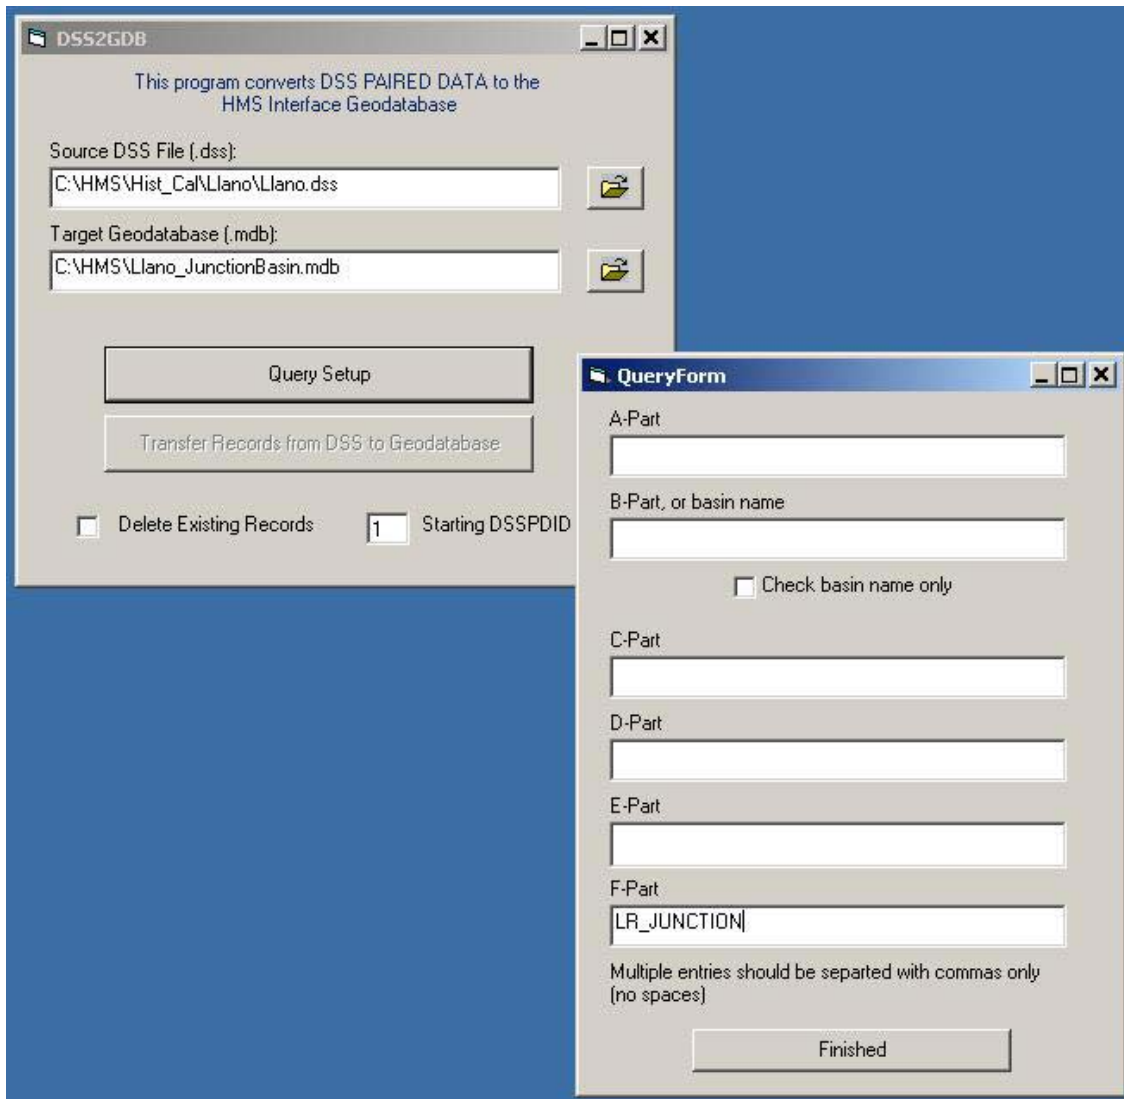 DSS2GDB
This program converts DSS PAIRED DATA to the
HMS Interface Geodatabase
Source DSS File (.dss):
C:\HMS\Hist_Cal\Llano\Llano.dss
Target Geodatabase (.mdb):
C:\HMS\Llano_JunctionBasin.mdb
Query Setup
Transfer Records from DSS to Geodatabase
Delete Existing Records
1
Starting DSSPDID
QueryForm
A-Part
B-Part, or basin name
Check basin name only
C-Part
D-Part
E-Part
F-Part
LR_JUNCTION
Multiple entries should be separted with commas only
(no spaces)
Finished